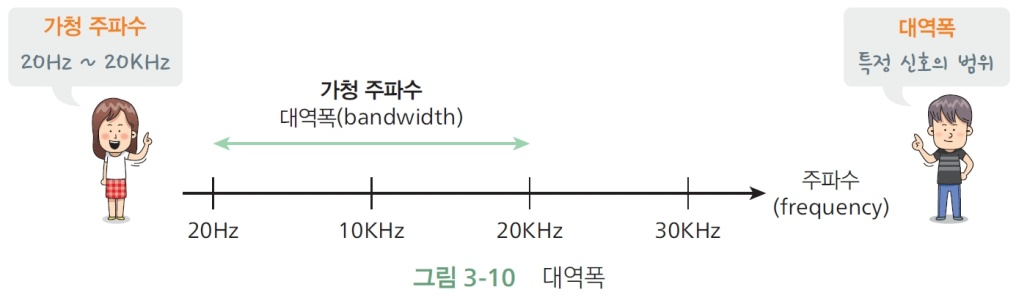 가청 주파수
20Hz ~ 20KHz
대역폭
특정 신호의 범위
가청 주파수
대역폭(bandwidth)
주파수
(frequency)
20Hz
10KHz
20KHz
30KHz
그림 3-10 대역폭